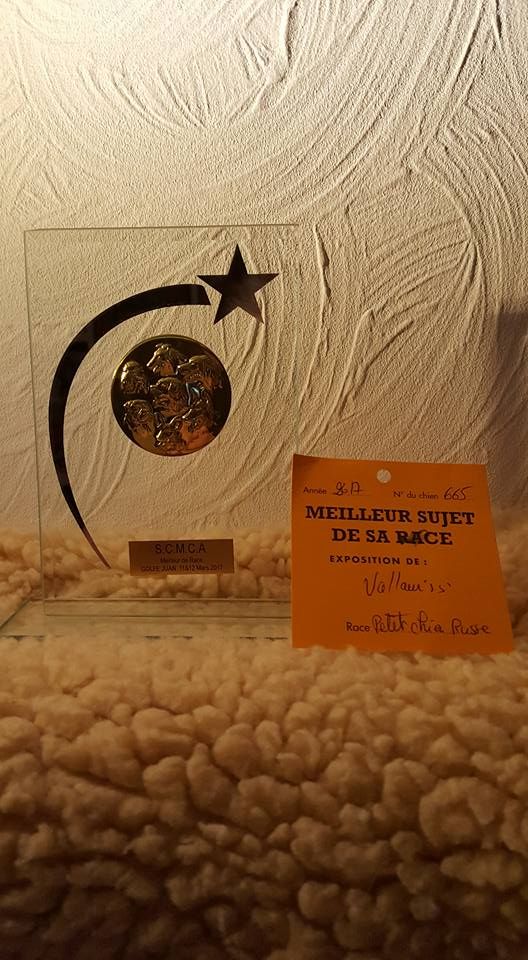 S.C.M.C.A
Meilleur de Race
GOLFE JUAN 11&12 Mars 2017
Année 2017 N° du chien 665
MEILLEUR SUJET
DE SA RACE
EXPOSITION DE :
Vallauris
Race Petit chien Russe